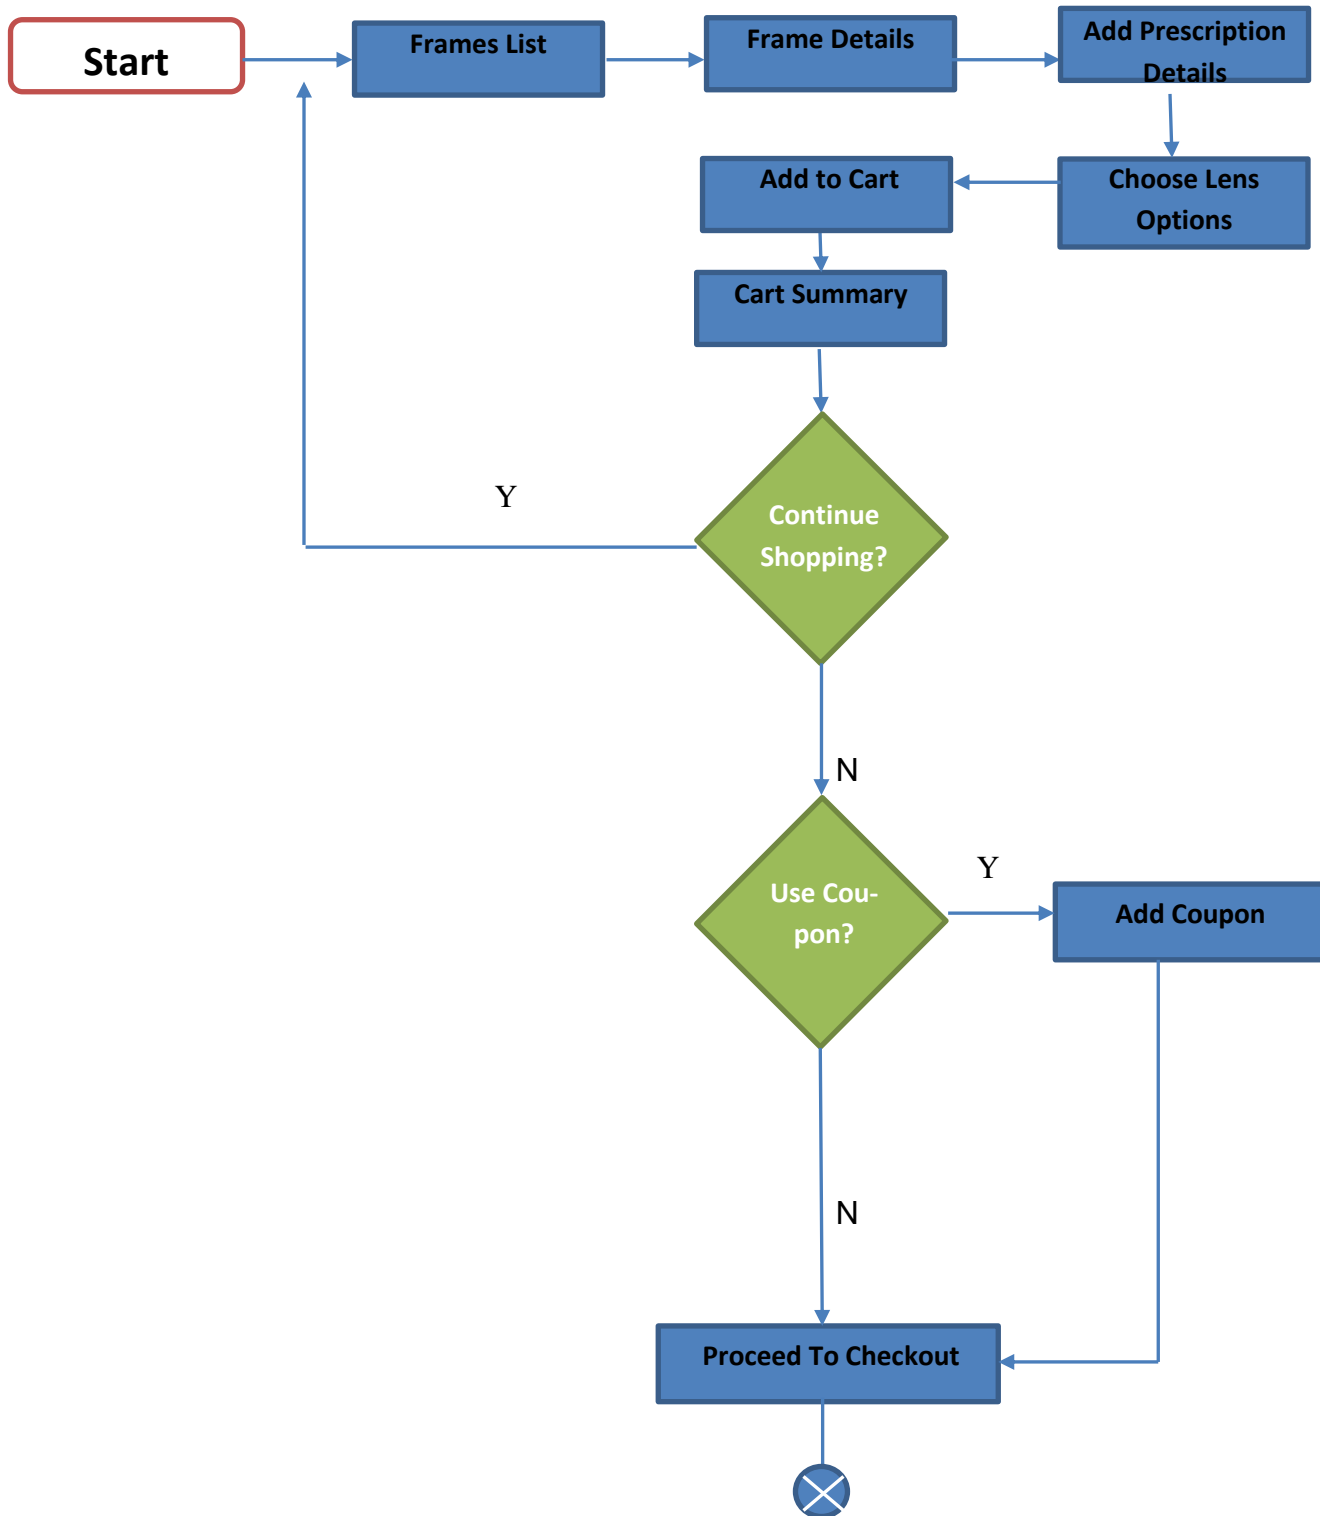 Start
Frames List
Frame Details
Add Prescription
Details
Add to Cart
Choose Lens
Options
Cart Summary
Y
Continue
Shopping?
N
Use Cou-
pon?
Y
Add Coupon
N
Proceed To Checkout